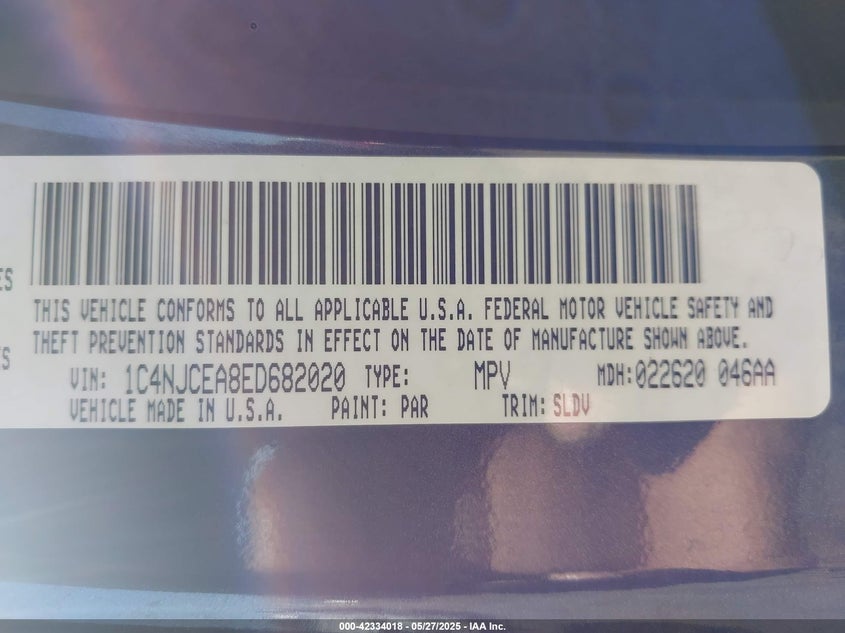 ES
THIS VEHICLE CONFORMS TO ALL APPLICABLE U.S.A. FEDERAL MOTOR VEHICLE SAFETY AND
THEFT PREVENTION STANDARDS IN EFFECT ON THE DATE OF MANUFACTURE SHOWN ABOVE.
S
VIN: 1C4NJCEA8ED682020 TYPE: MPV MDH:022620 046AA
VEHICLE MADE IN U.S.A. PAINT: PAR TRIM: SLDV
000-42334018 - 05/27/2025 - IAA Inc.